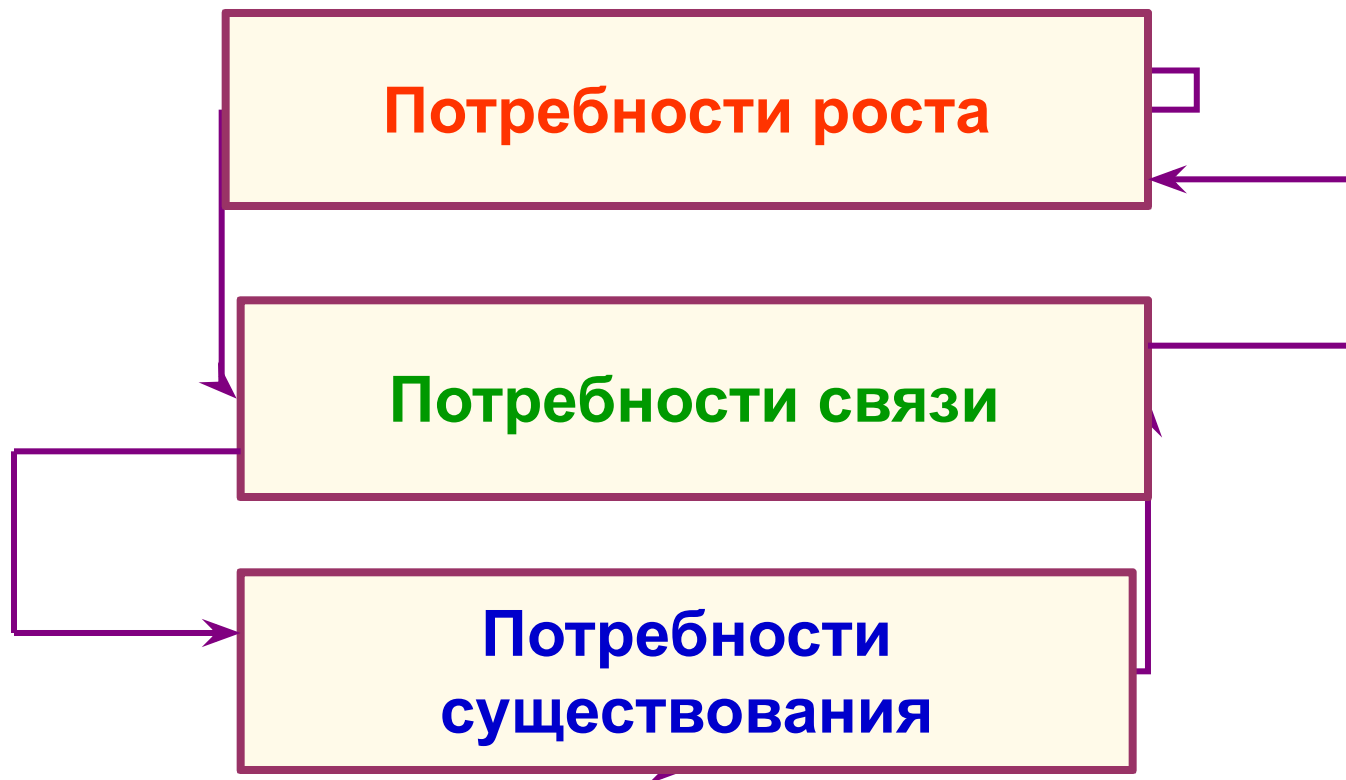 Потребности роста
Потребности связи
Потребности
существования